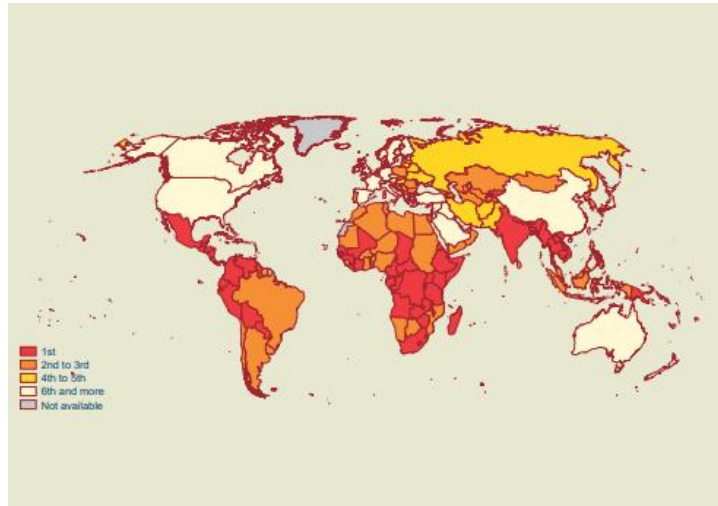 1st
2nd to 3rd
4th to 5th
6th and more
Not available